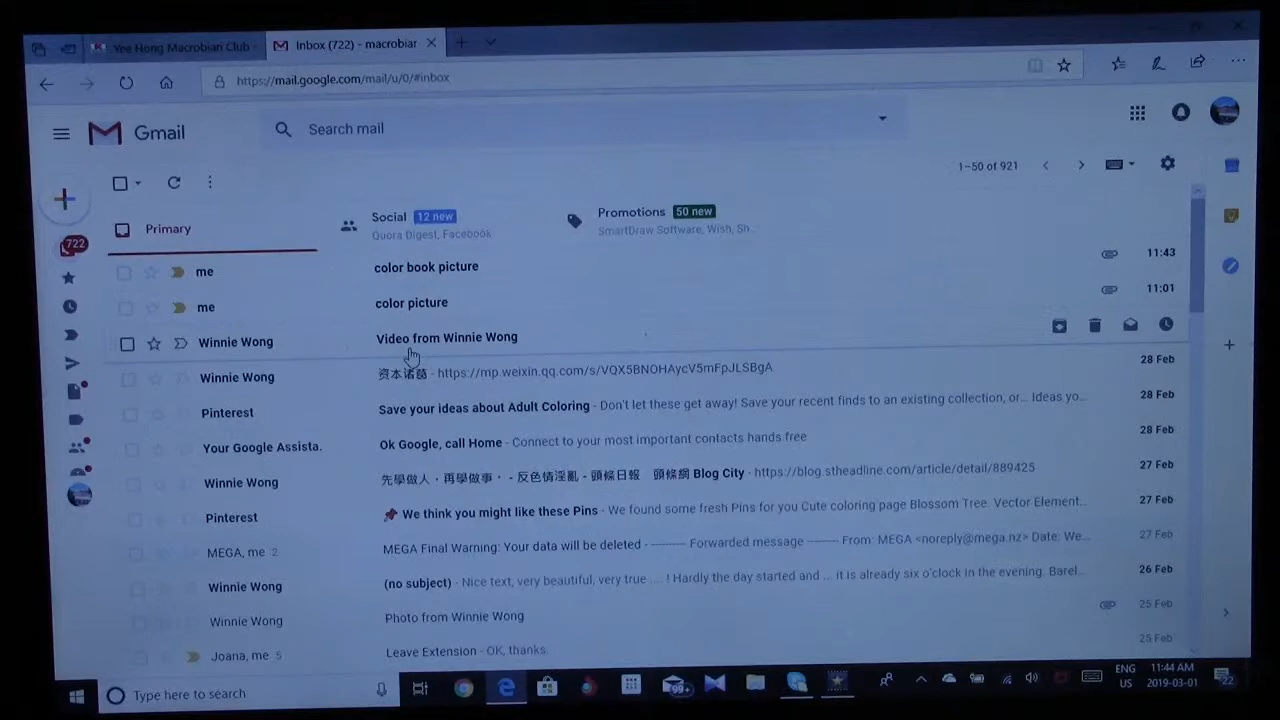 Yee Hong Macrobian Club -
Inbox (722) - macrobiar
https://mail.google.com/mail/u/0/#inbox
Gmail
Search mail
1–50 of 921
Primary
Social 12 new
Quora Digest, Facebook
Promotions 50 new
SmartDraw Software, Wish, Sh...
722
me color book picture 11:43
me color picture 11:01
Winnie Wong Video from Winnie Wong
Winnie Wong 资本诸葛 - https://mp.weixin.qq.com/s/VQX5BNOHAycV5mFpJLSBgA 28 Feb
Pinterest Save your ideas about Adult Coloring - Don't let these get away! Save your recent finds to an existing collection, or... Ideas yo... 28 Feb
Your Google Assista. Ok Google, call Home - Connect to your most important contacts hands free 28 Feb
Winnie Wong 先學做人，再學做事。 - 反色情淫亂 - 頭條日報 頭條網 Blog City - https://blog.stheadline.com/article/detail/889425 27 Feb
Pinterest We think you might like these Pins - We found some fresh Pins for you Cute coloring page Blossom Tree. Vector Element... 27 Feb
MEGA, me 2 MEGA Final Warning: Your data will be deleted - ---------- Forwarded message ---------- From: MEGA <noreply@mega.nz> Date: We... 27 Feb
Winnie Wong (no subject) - Nice text, very beautiful, very true .... ! Hardly the day started and ... it is already six o'clock in the evening. Barel... 26 Feb
Winnie Wong Photo from Winnie Wong 25 Feb
Joana, me 5 Leave Extension - OK, thanks. 25 Feb
Type here to search
99+
ENG
US
11:44 AM
2019-03-01
22